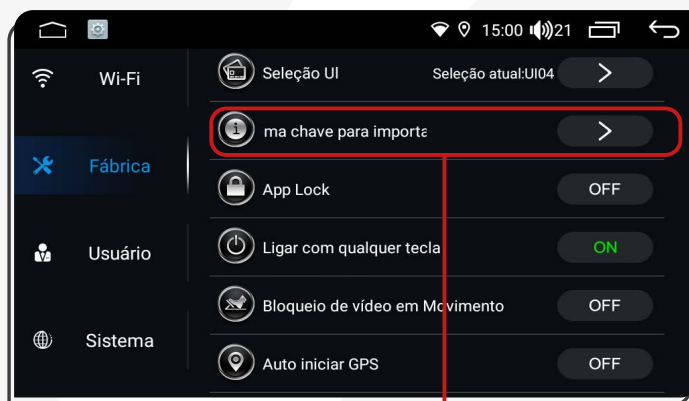 15:00 21
Wi-Fi
Fábrica
Usuário
Sistema
Seleção UI Seleção atual:UI04
ma chave para importa
App Lock OFF
Ligar com qualquer tecla ON
Bloqueio de vídeo em Movimento OFF
Auto iniciar GPS OFF